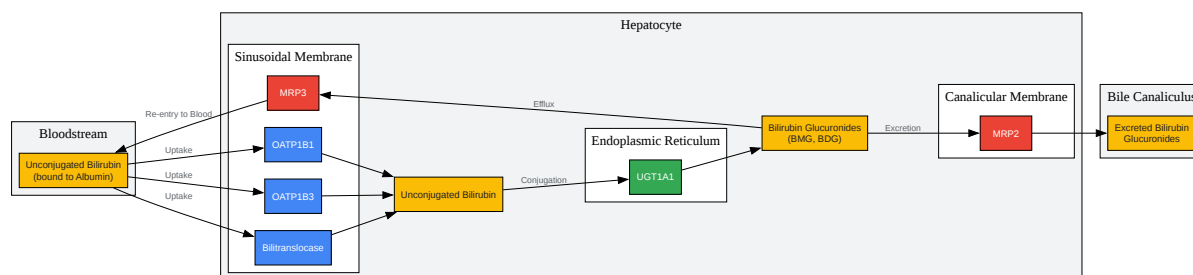 Hepatocyte
Sinusoidal Membrane
MRP3
Efflux
Re-entry to Blood
Canalicular Membrane
Bile Canaliculus
Bloodstream
Unconjugated Bilirubin
(bound to Albumin)
Uptake
OATP1B1
Uptake
OATP1B3
Uptake
Bilitranslocase
Unconjugated Bilirubin
Conjugation
Endoplasmic Reticulum
UGT1A1
Bilirubin Glucuronides
(BMG, BDG)
Excretion
MRP2
Excreted Bilirubin
Glucuronides